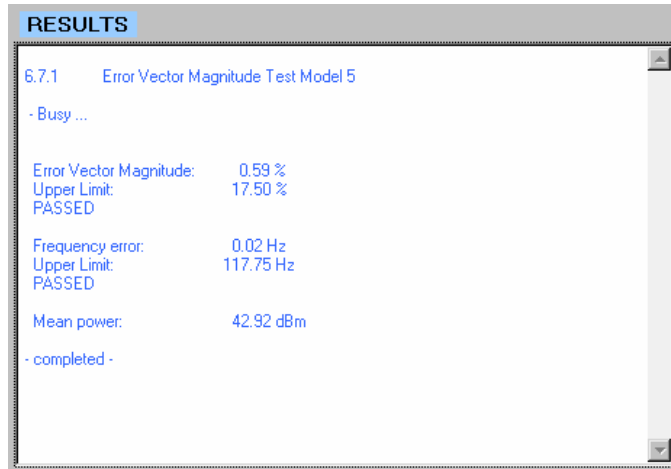 RESULTS
6.7.1 Error Vector Magnitude Test Model 5
- Busy ...
Error Vector Magnitude: 0.59 %
Upper Limit: 17.50 %
PASSED
Frequency error: 0.02 Hz
Upper Limit: 117.75 Hz
PASSED
Mean power: 42.92 dBm
- completed -